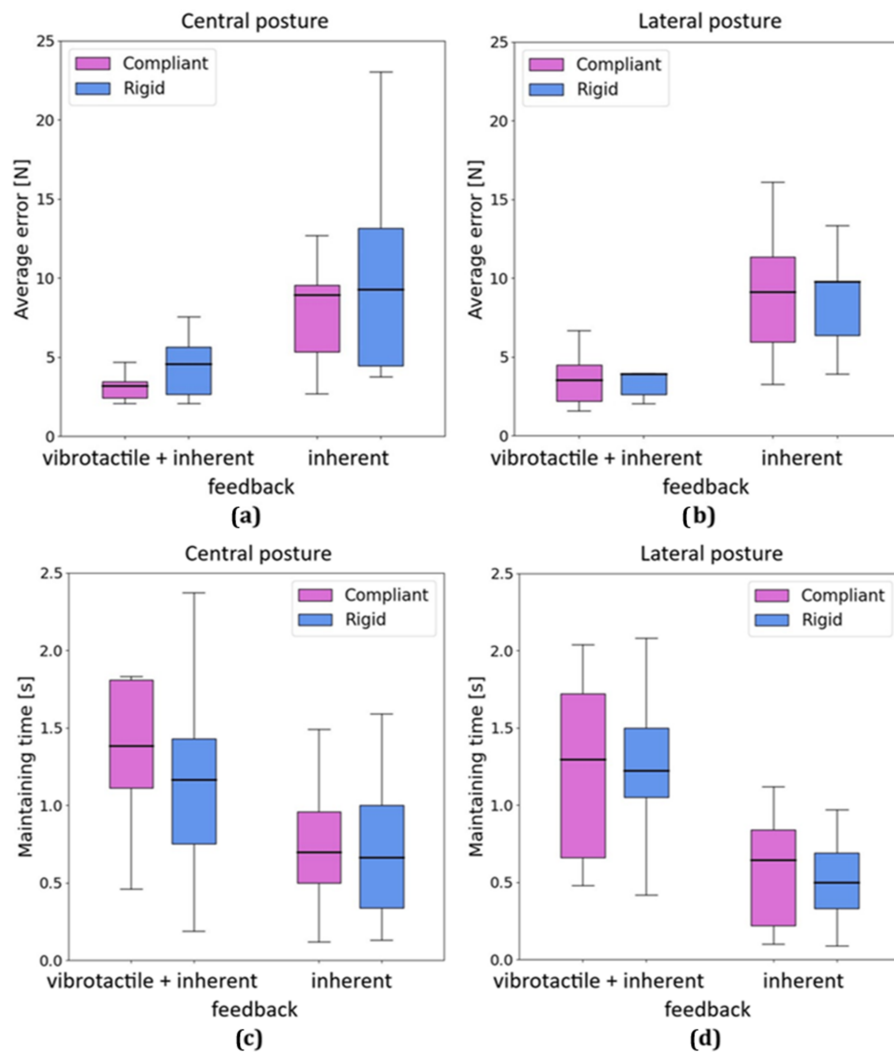 Central posture
25
20
15
10
5
0
Average error [N]
Compliant
Rigid
vibrotactile + inherent inherent
feedback
(a)
Lateral posture
25
20
15
10
5
0
Average error [N]
Compliant
Rigid
vibrotactile + inherent inherent
feedback
(b)
Central posture
2.5
2.0
1.5
1.0
0.5
0.0
Maintaining time [s]
Compliant
Rigid
vibrotactile + inherent inherent
feedback
(c)
Lateral posture
2.5
2.0
1.5
1.0
0.5
0.0
Maintaining time [s]
Compliant
Rigid
vibrotactile + inherent inherent
feedback
(d)